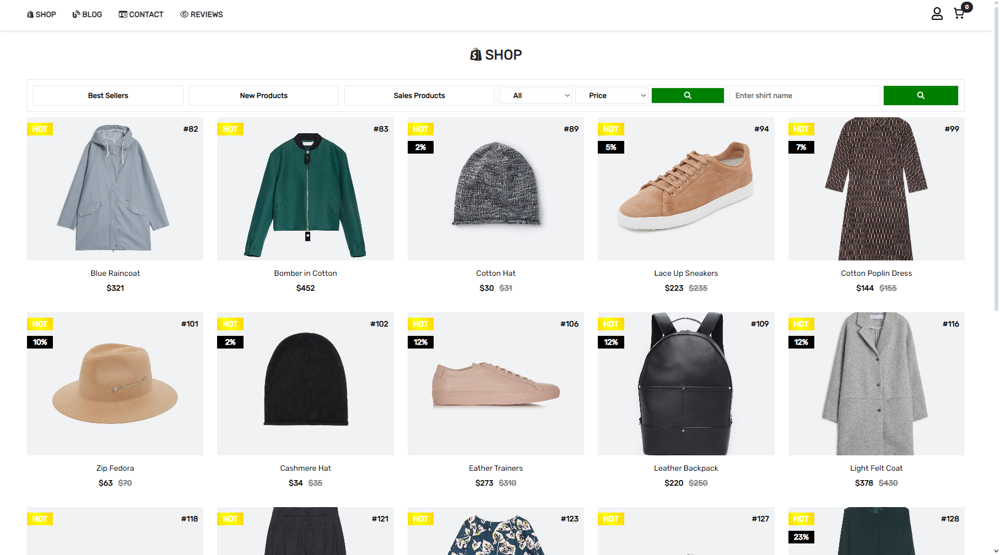 SHOP BLOG CONTACT REVIEWS 0
SHOP
Best Sellers New Products Sales Products All Price Enter shirt name
HOT #82 HOT #83 HOT #89 HOT #94 HOT #99
2% 5% 7%
Blue Raincoat Bomber in Cotton Cotton Hat Lace Up Sneakers Cotton Poplin Dress
$321 $452 $30 $31 $223 $235 $144 $155
HOT #101 HOT #102 HOT #106 HOT #109 HOT #116
10% 2% 12% 12% 12%
Zip Fedora Cashmere Hat Eather Trainers Leather Backpack Light Felt Coat
$63 $70 $34 $35 $273 $310 $220 $250 $378 $430
HOT #118 HOT #121 HOT #123 HOT #127 HOT #128
23%